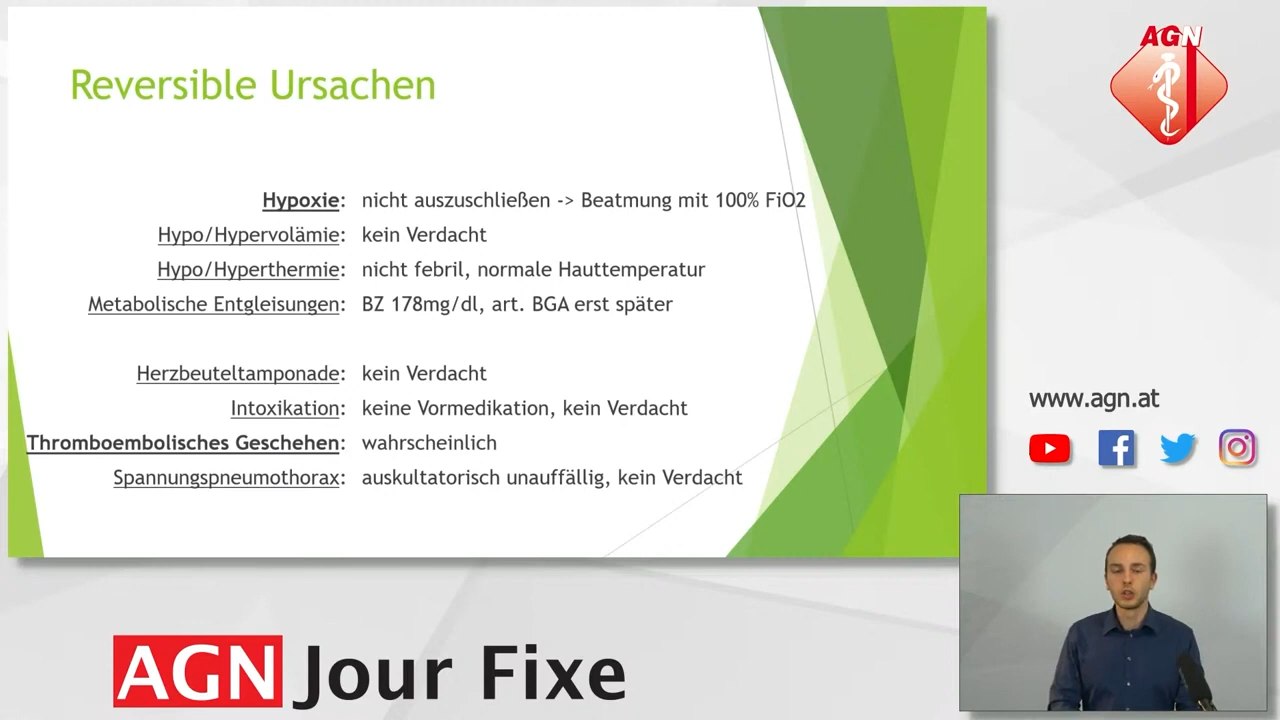 Reversible Ursachen
AGN
Hypoxie: nicht auszuschließen -> Beatmung mit 100% FiO2
Hypo/Hypervolämie: kein Verdacht
Hypo/Hyperthermie: nicht febril, normale Hauttemperatur
Metabolische Entgleisungen: BZ 178mg/dl, art. BGA erst später
Herzbeuteltamponade: kein Verdacht
Intoxikation: keine Vormedikation, kein Verdacht
Thromboembolisches Geschehen: wahrscheinlich
Spannungspneumothorax: auskultatorisch unauffällig, kein Verdacht
www.agn.at
AGN Jour Fixe